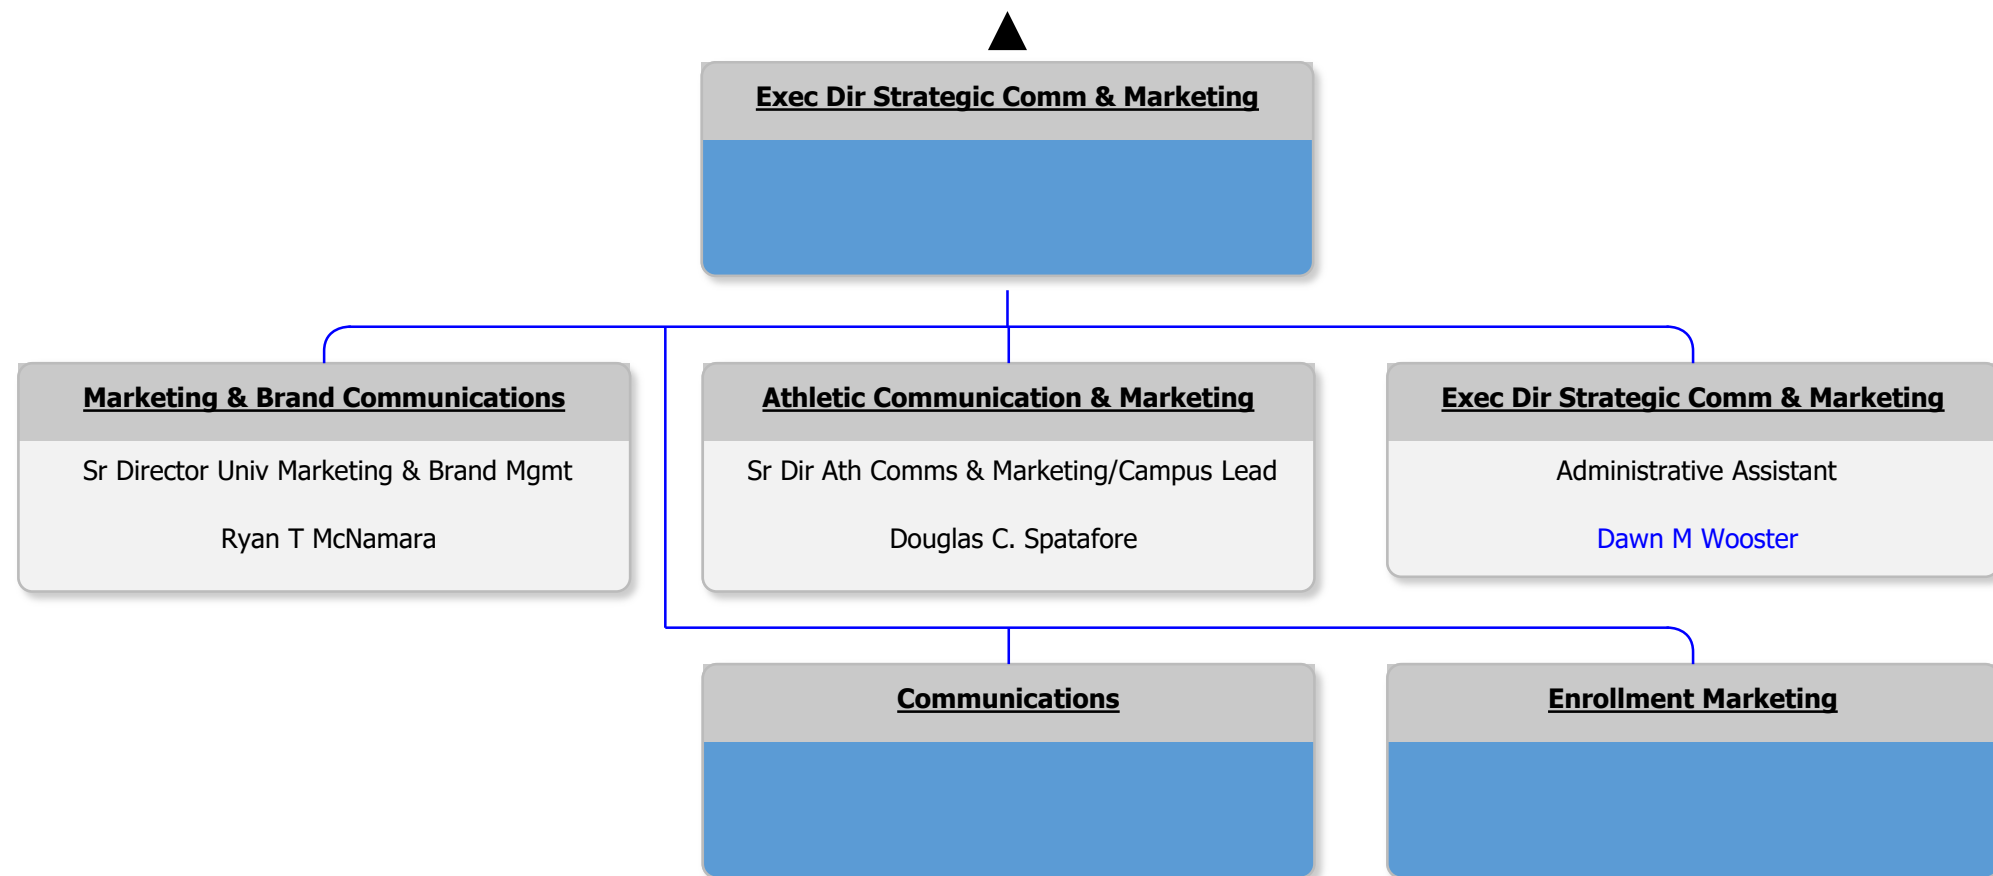 Exec Dir Strategic Comm & Marketing
Marketing & Brand Communications
Sr Director Univ Marketing & Brand Mgmt
Ryan T McNamara
Athletic Communication & Marketing
Sr Dir Ath Comms & Marketing/Campus Lead
Douglas C. Spatafore
Exec Dir Strategic Comm & Marketing
Administrative Assistant
Dawn M Wooster
Communications
Enrollment Marketing